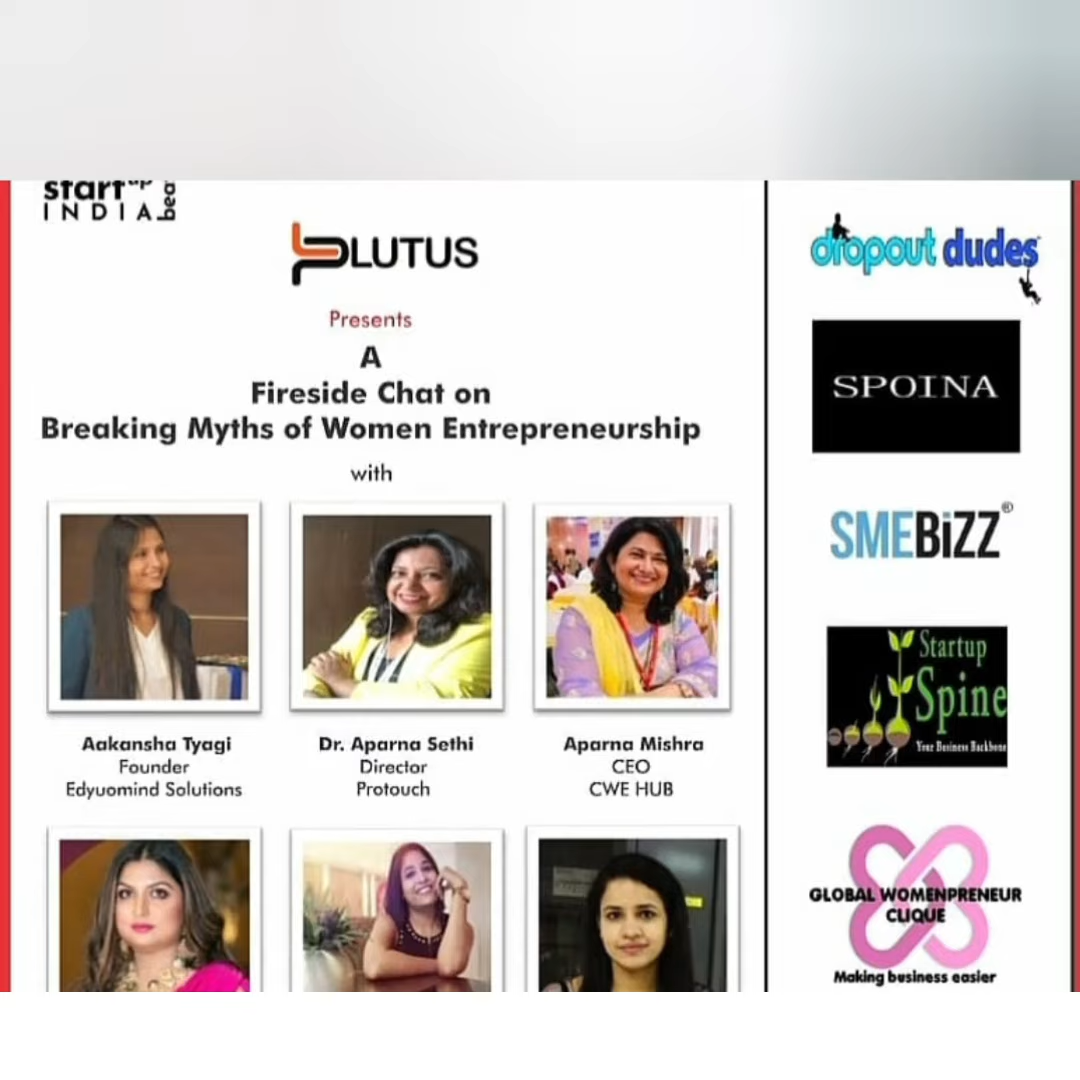 startup
INDIA
beat
PLUTUS
Presents
A
Fireside Chat on
Breaking Myths of Women Entrepreneurship
with
Aakansha Tyagi
Founder
Edyuomind Solutions
Dr. Aparna Sethi
Director
Protouch
Aparna Mishra
CEO
CWE HUB
dropout dudes
SPOINA
SMEBiZZ®
Startup
Spine
Your Business Backbone
GLOBAL WOMENPRENEUR
CLIQUE
Making business easier